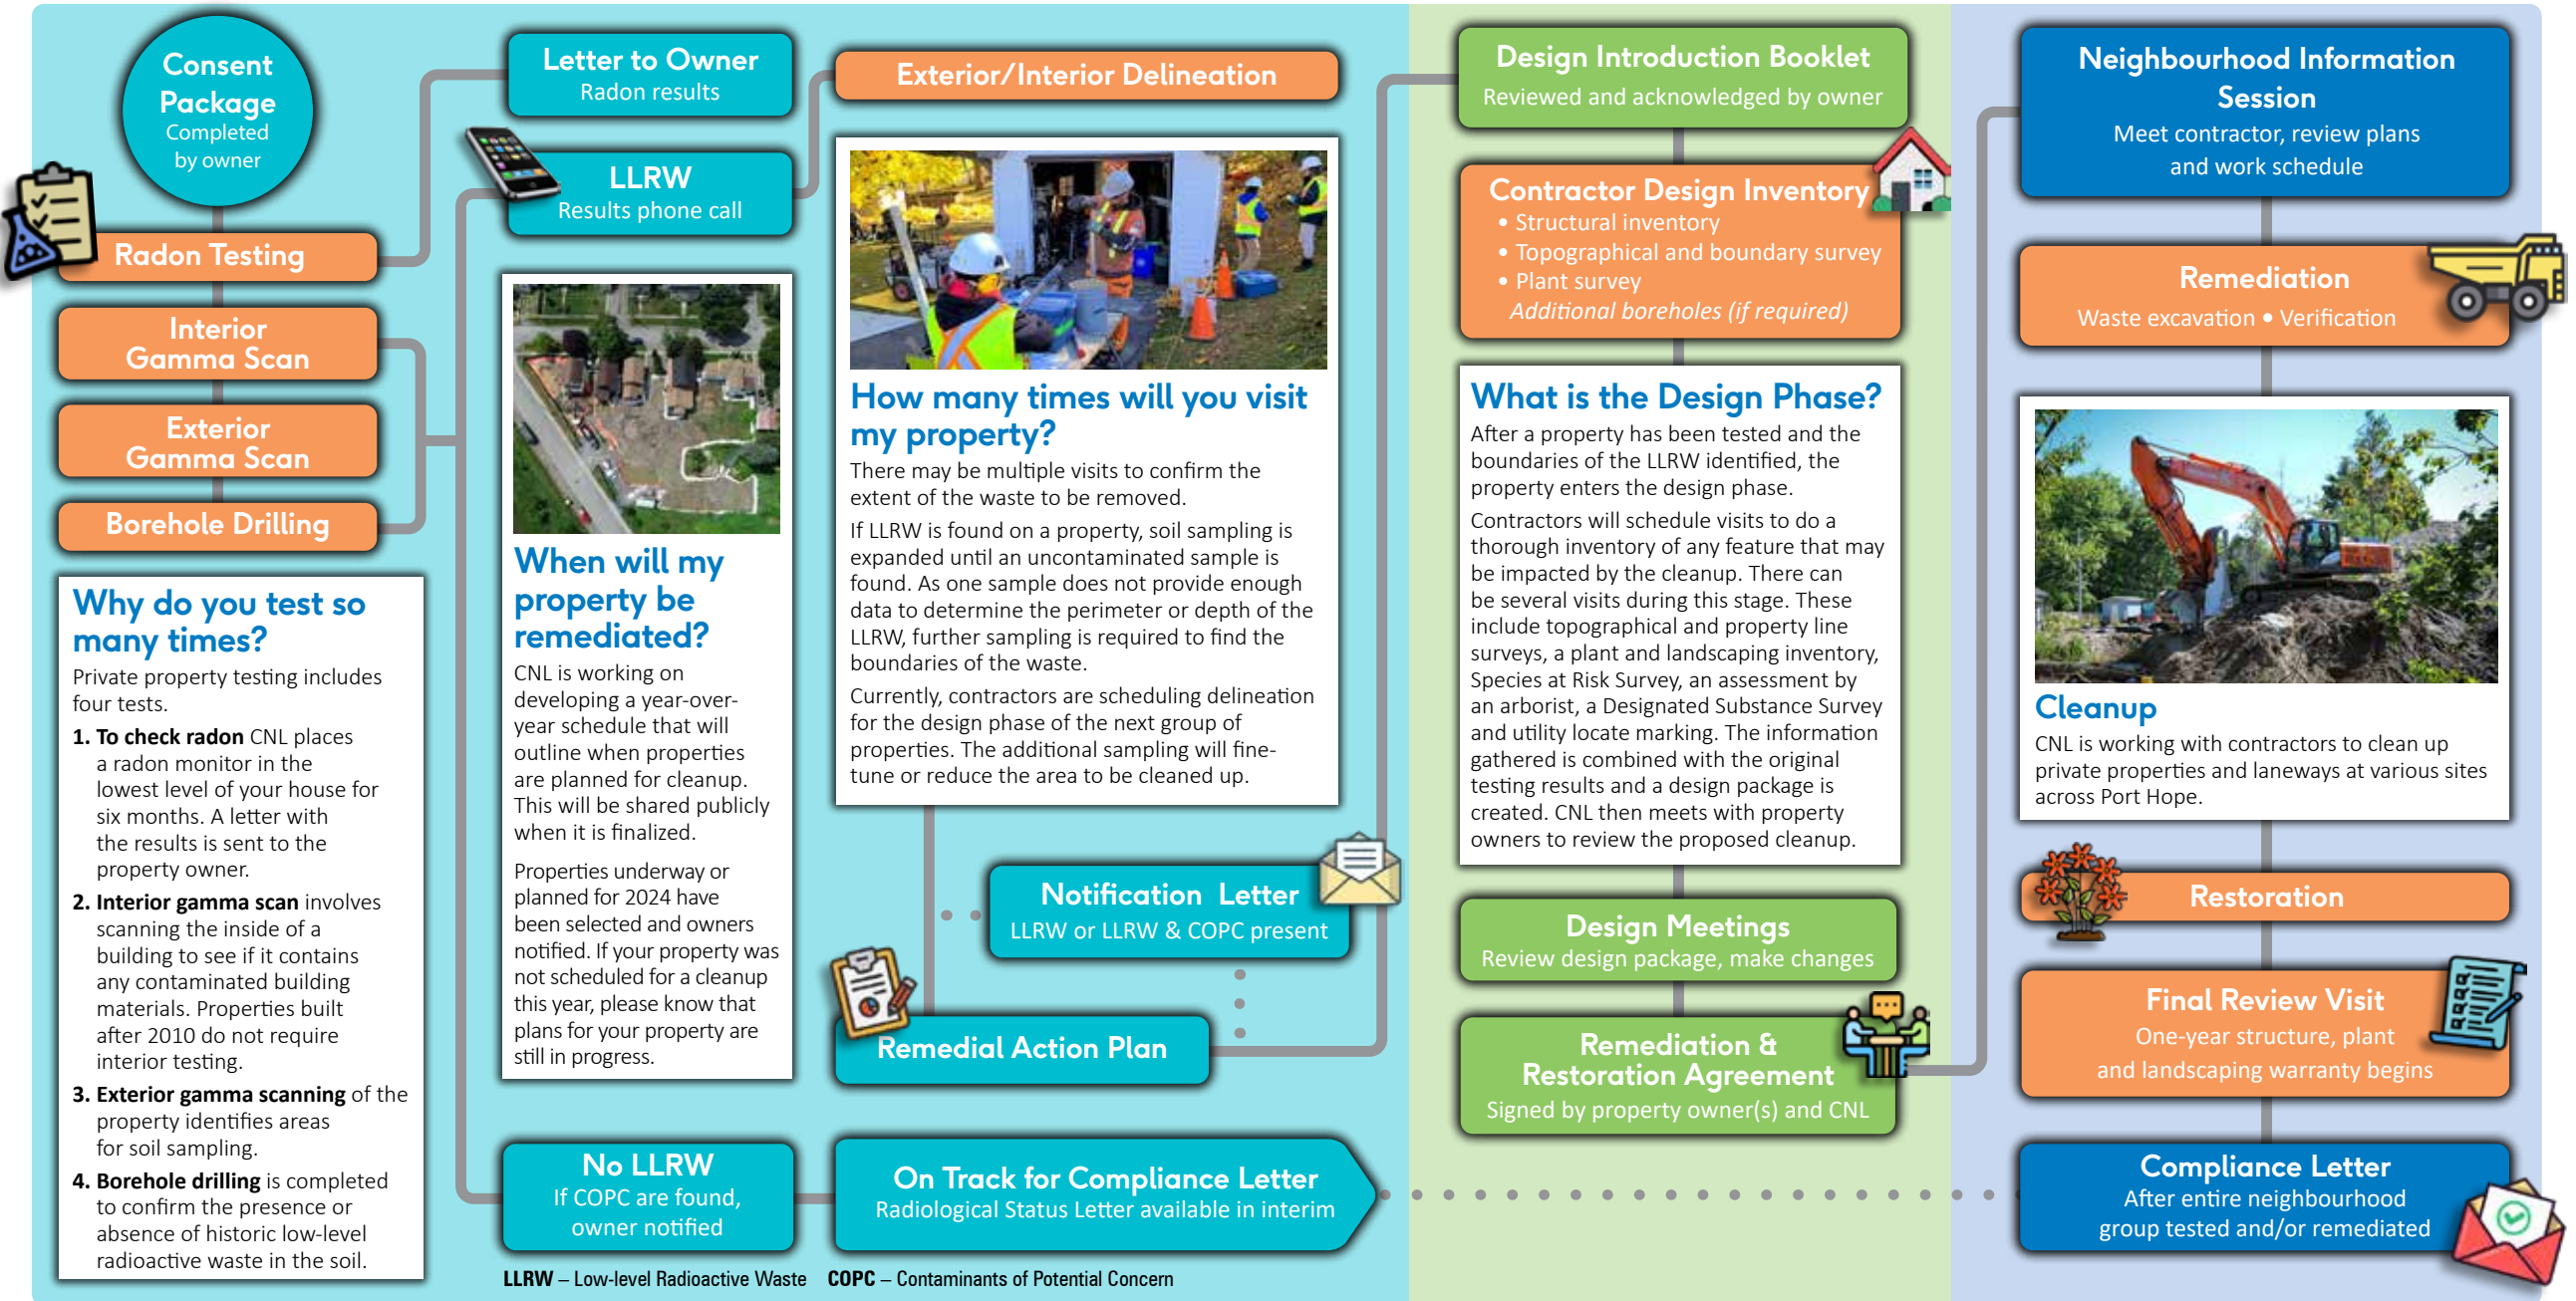 Consent
Package
Completed
by owner
Radon Testing
Interior
Gamma Scan
Exterior
Gamma Scan
Borehole Drilling
Why do you test so
many times?
Private property testing includes
four tests.
1. To check radon CNL places
a radon monitor in the
lowest level of your house for
six months. A letter with
the results is sent to the
property owner.
2. Interior gamma scan involves
scanning the inside of a
building to see if it contains
any contaminated building
materials. Properties built
after 2010 do not require
interior testing.
3. Exterior gamma scanning of the
property identifies areas
for soil sampling.
4. Borehole drilling is completed
to confirm the presence or
absence of historic low-level
radioactive waste in the soil.
Letter to Owner
Radon results
LLRW
Results phone call
When will my
property be
remediated?
CNL is working on
developing a year-over-
year schedule that will
outline when properties
are planned for cleanup.
This will be shared publicly
when it is finalized.
Properties underway or
planned for 2024 have
been selected and owners
notified. If your property was
not scheduled for a cleanup
this year, please know that
plans for your property are
still in progress.
No LLRW
If COPC are found,
owner notified
Exterior/Interior Delineation
How many times will you visit
my property?
There may be multiple visits to confirm the
extent of the waste to be removed.
If LLRW is found on a property, soil sampling is
expanded until an uncontaminated sample is
found. As one sample does not provide enough
data to determine the perimeter or depth of the
LLRW, further sampling is required to find the
boundaries of the waste.
Currently, contractors are scheduling delineation
for the design phase of the next group of
properties. The additional sampling will fine-
tune or reduce the area to be cleaned up.
Notification Letter
LLRW or LLRW & COPC present
Remedial Action Plan
On Track for Compliance Letter
Radiological Status Letter available in interim
LLRW – Low-level Radioactive Waste COPC – Contaminants of Potential Concern
Design Introduction Booklet
Reviewed and acknowledged by owner
Contractor Design Inventory
• Structural inventory
• Topographical and boundary survey
• Plant survey
Additional boreholes (if required)
What is the Design Phase?
After a property has been tested and the
boundaries of the LLRW identified, the
property enters the design phase.
Contractors will schedule visits to do a
thorough inventory of any feature that may
be impacted by the cleanup. There can
be several visits during this stage. These
include topographical and property line
surveys, a plant and landscaping inventory,
Species at Risk Survey, an assessment by
an arborist, a Designated Substance Survey
and utility locate marking. The information
gathered is combined with the original
testing results and a design package is
created. CNL then meets with property
owners to review the proposed cleanup.
Design Meetings
Review design package, make changes
Remediation &
Restoration Agreement
Signed by property owner(s) and CNL
Neighbourhood Information
Session
Meet contractor, review plans
and work schedule
Remediation
Waste excavation • Verification
Cleanup
CNL is working with contractors to clean up
private properties and laneways at various sites
across Port Hope.
Restoration
Final Review Visit
One-year structure, plant
and landscaping warranty begins
Compliance Letter
After entire neighbourhood
group tested and/or remediated